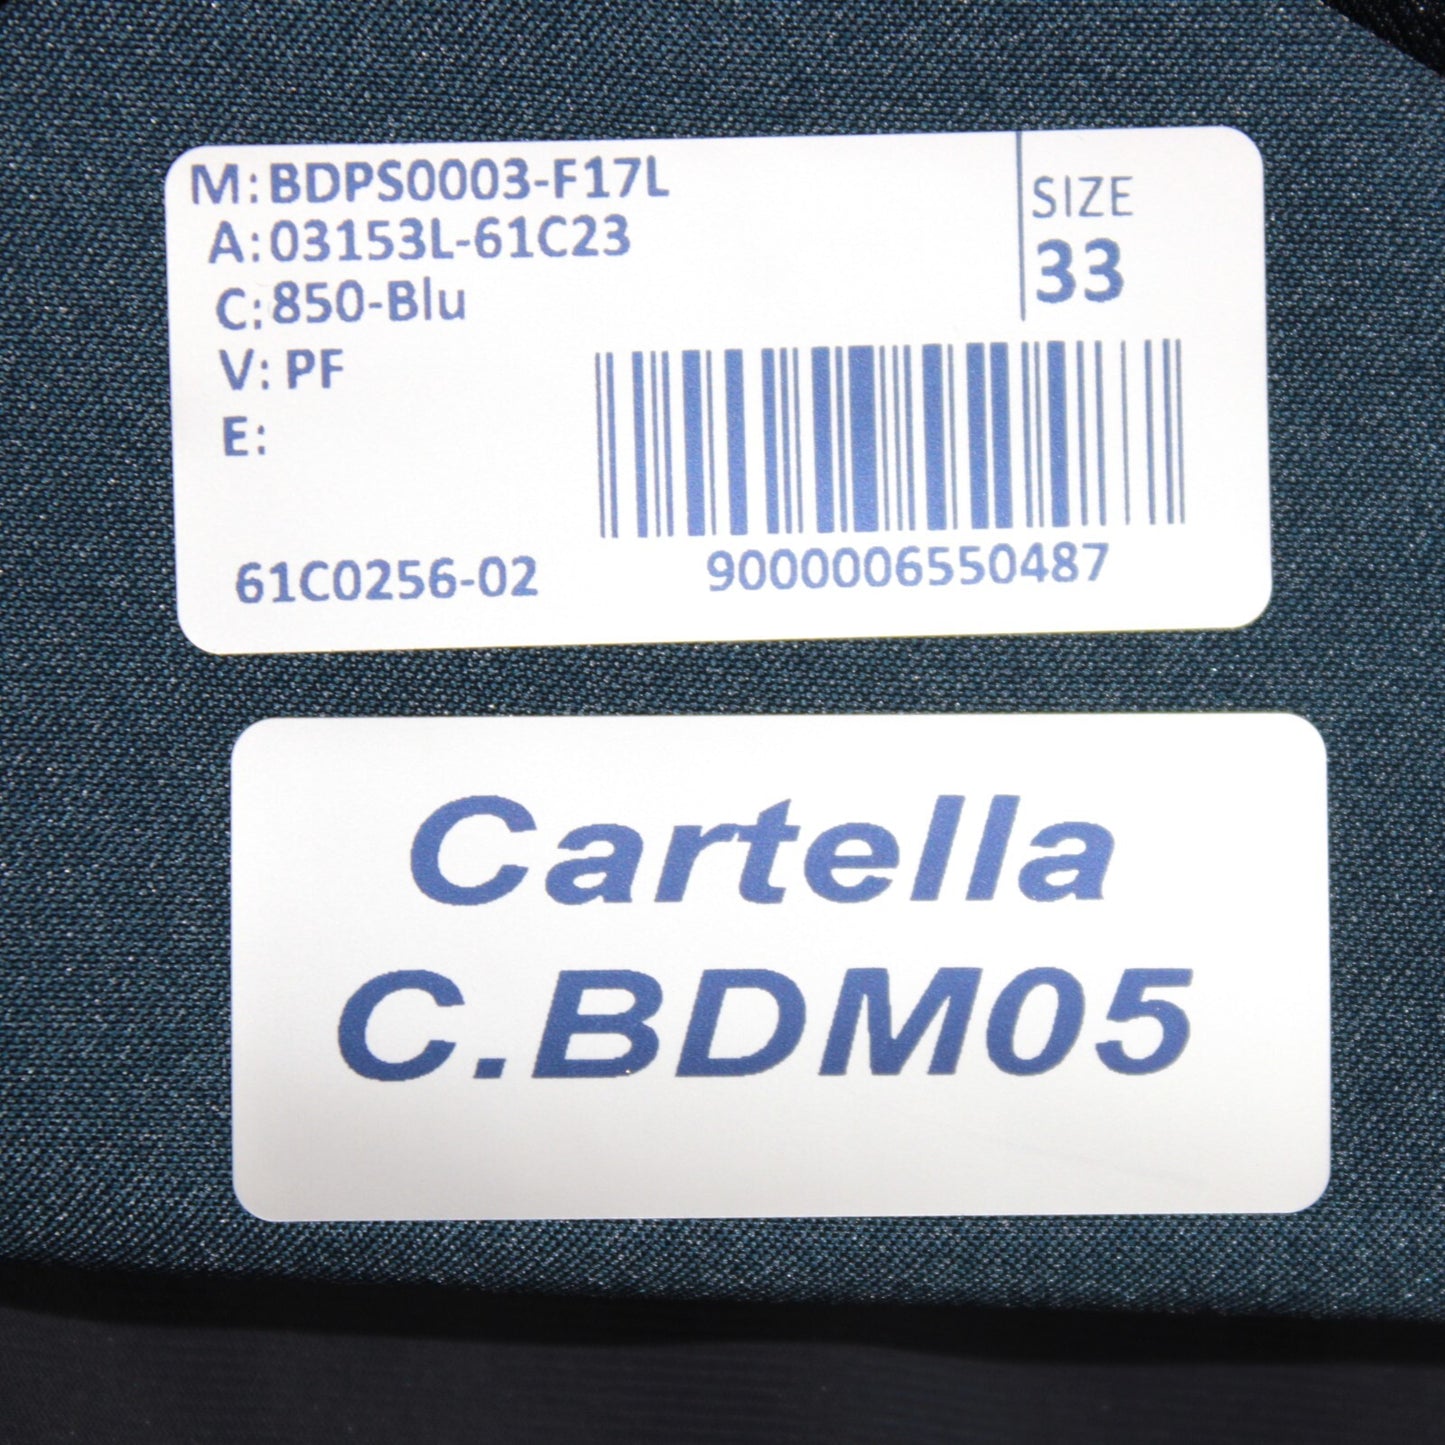 M: BDPS0003-F17L
A: 03153L-61C23
C: 850-Blu
V: PF
E:
SIZE
33
61C0256-02
9000006550487
Cartella
C.BDM05